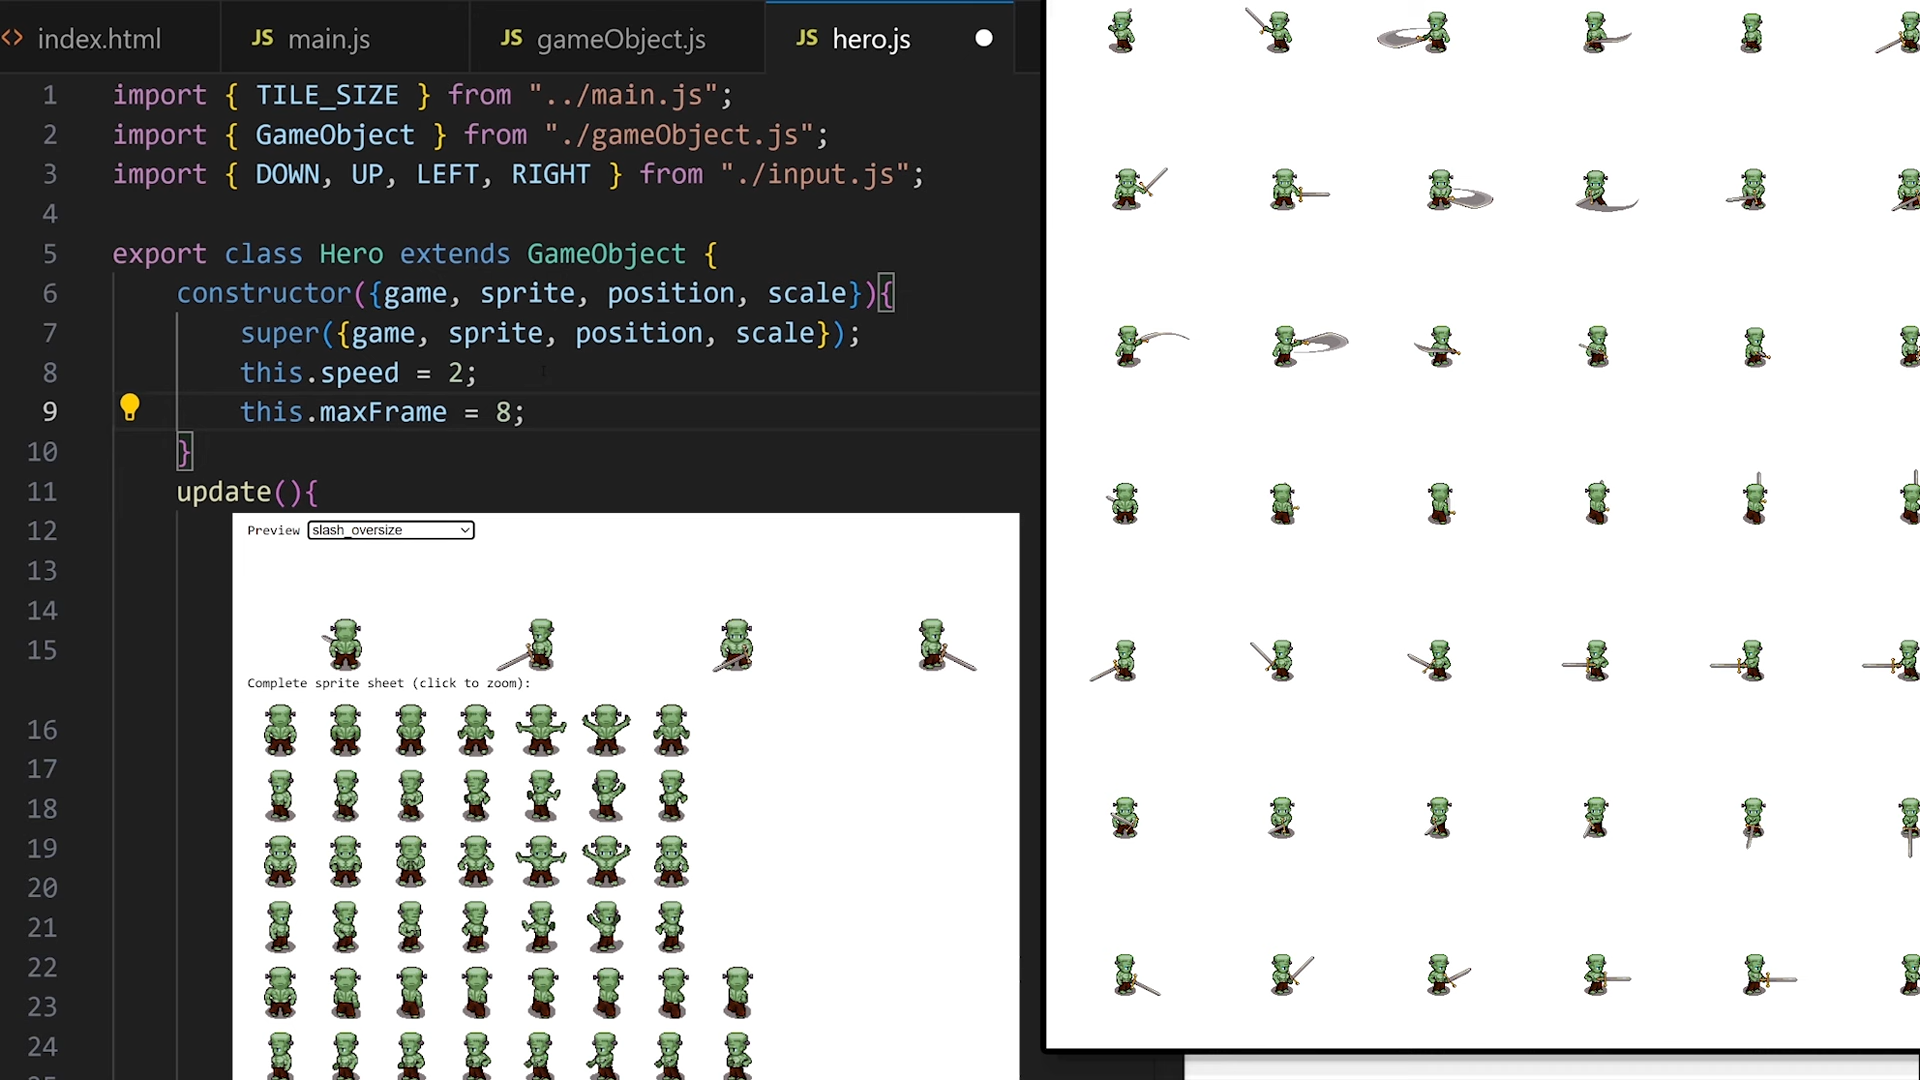 <> index.html JS main.js JS gameObject.js JS hero.js
1 import { TILE_SIZE } from "../main.js";
2 import { GameObject } from "./gameObject.js";
3 import { DOWN, UP, LEFT, RIGHT } from "./input.js";
4
5 export class Hero extends GameObject {
6 constructor({game, sprite, position, scale}){
7 super({game, sprite, position, scale});
8 this.speed = 2;
9 this.maxFrame = 8;
10 }
11 update(){
12
13
14
15
16
17
18
19
20
21
22
23
24
Preview slash_oversize
Complete sprite sheet (click to zoom):